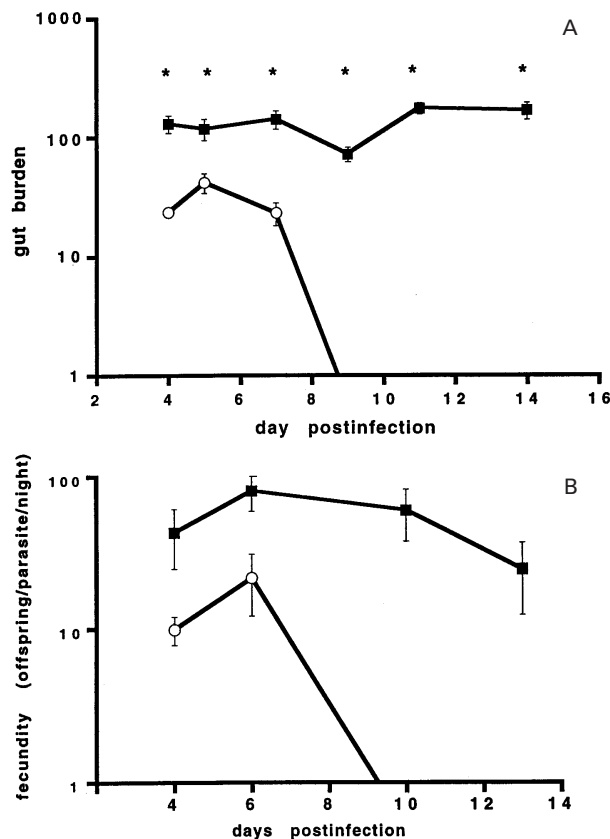 A
1000
* * * * * *
100
10
1
gut burden
2 4 6 8 10 12 14 16
day postinfection
B
100
10
1
fecundity (offspring/parasite/night)
4 6 10 12 14
days postinfection